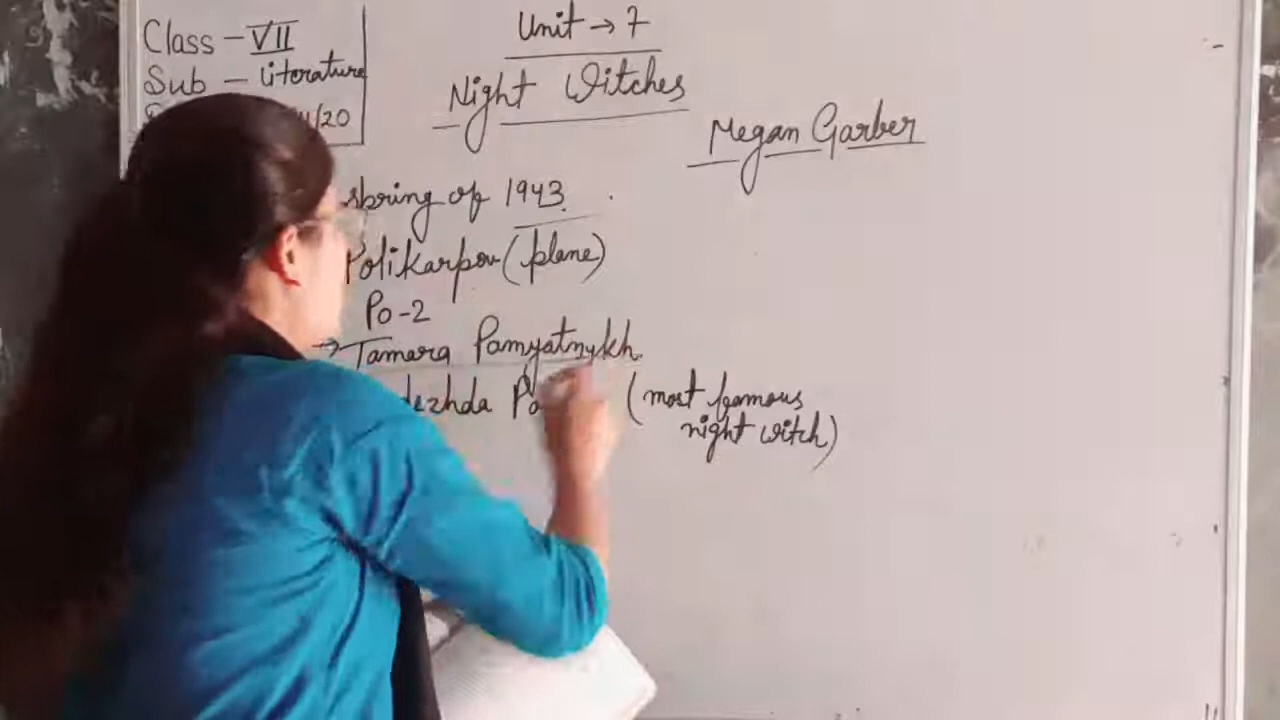 Class - VII
Sub - Literature
/20
Unit → 7
Night Witches
Megan Garber
spring of 1943.
Polikarpov (plane)
Po-2
→ Tamara Pamyatnykh
(most famous
night witch)